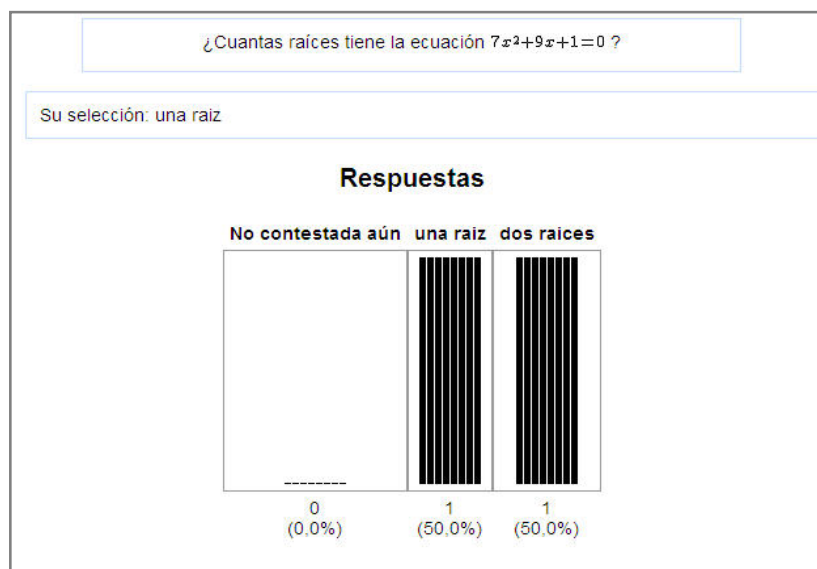 ¿Cuantas raíces tiene la ecuación 7x²+9x+1=0 ?
Su selección: una raiz
Respuestas
No contestada aún una raiz dos raices
0 1 1
(0,0%) (50,0%) (50,0%)